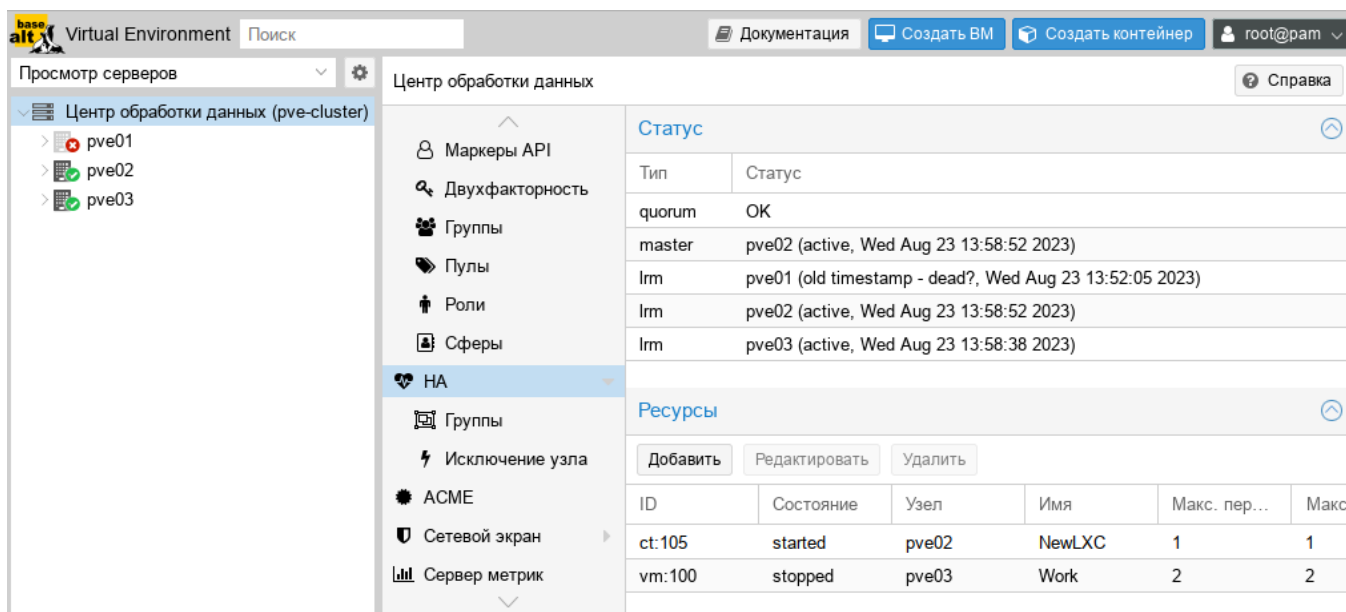 base
alt Virtual Environment Поиск Документация Создать ВМ Создать контейнер root@pam
Просмотр серверов
Центр обработки данных (pve-cluster)
pve01
pve02
pve03
Центр обработки данных Справка
Маркеры API
Двухфакторность
Группы
Пулы
Роли
Сферы
HA
Группы
Исключение узла
ACME
Сетевой экран
Сервер метрик
Статус
Тип Статус
quorum OK
master pve02 (active, Wed Aug 23 13:58:52 2023)
lrm pve01 (old timestamp - dead?, Wed Aug 23 13:52:05 2023)
lrm pve02 (active, Wed Aug 23 13:58:52 2023)
lrm pve03 (active, Wed Aug 23 13:58:38 2023)
Ресурсы
Добавить Редактировать Удалить
ID Состояние Узел Имя Макс. пер... Макс
ct:105 started pve02 NewLXC 1 1
vm:100 stopped pve03 Work 2 2